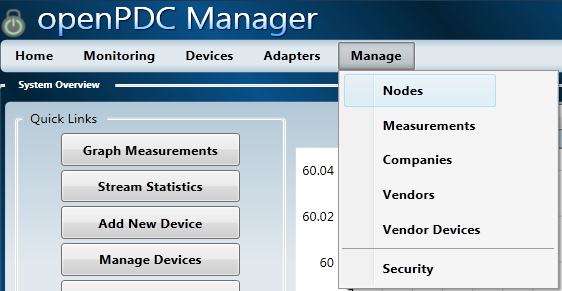 openPDC Manager
Home Monitoring Devices Adapters Manage
System Overview
Nodes
Measurements
Companies
Vendors
Vendor Devices
Security
Quick Links
Graph Measurements
Stream Statistics
Add New Device
Manage Devices
60.04
60.02
60